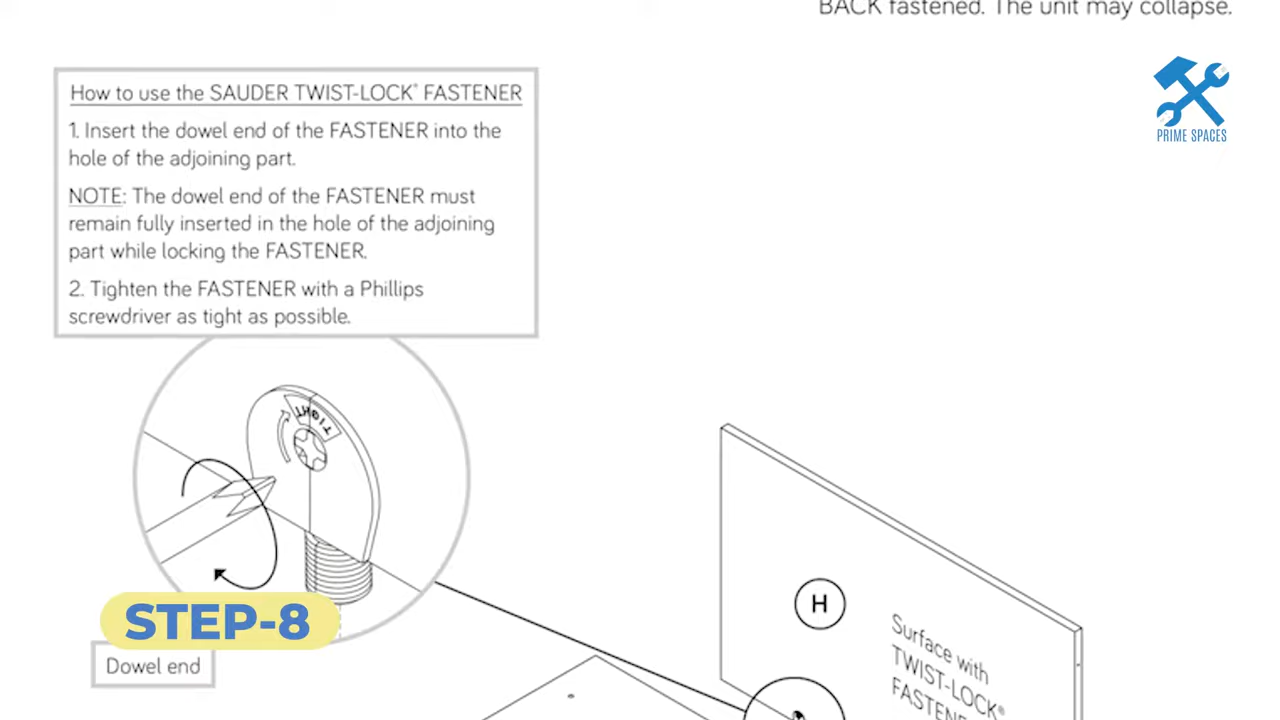 BACK fastened. The unit may collapse.
PRIME SPACES
How to use the SAUDER TWIST-LOCK® FASTENER
1. Insert the dowel end of the FASTENER into the
hole of the adjoining part.
NOTE: The dowel end of the FASTENER must
remain fully inserted in the hole of the adjoining
part while locking the FASTENER.
2. Tighten the FASTENER with a Phillips
screwdriver as tight as possible.
TIGHT
STEP-8
Dowel end
H
Surface with
TWIST-LOCK®